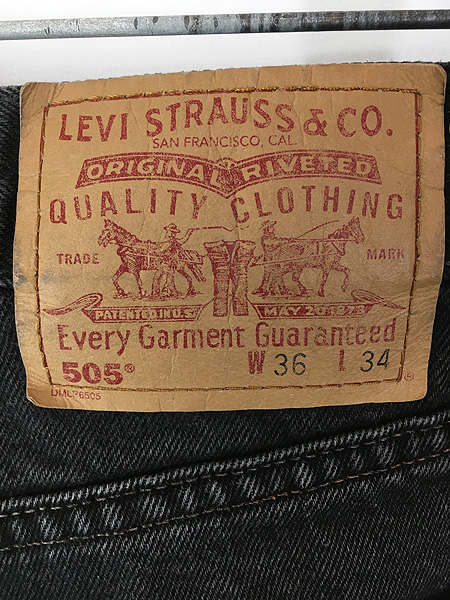 LEVI STRAUSS & CO.
SAN FRANCISCO, CAL.
ORIGINAL RIVETED
QUALITY CLOTHING
TRADE MARK
PATENTED IN U.S. MAY 20 1873
Every Garment Guaranteed
505® W 36 L 34
®